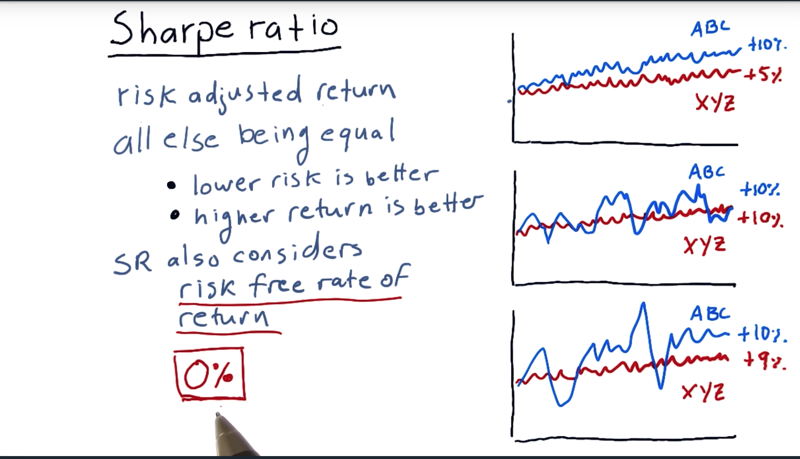 Sharpe ratio
risk adjusted return
all else being equal
• lower risk is better
• higher return is better
SR also considers
risk free rate of
return
0%
ABC
+10%
+5%
XYZ
ABC
+10%
+10%
XYZ
ABC
+10%
+9%
XYZ